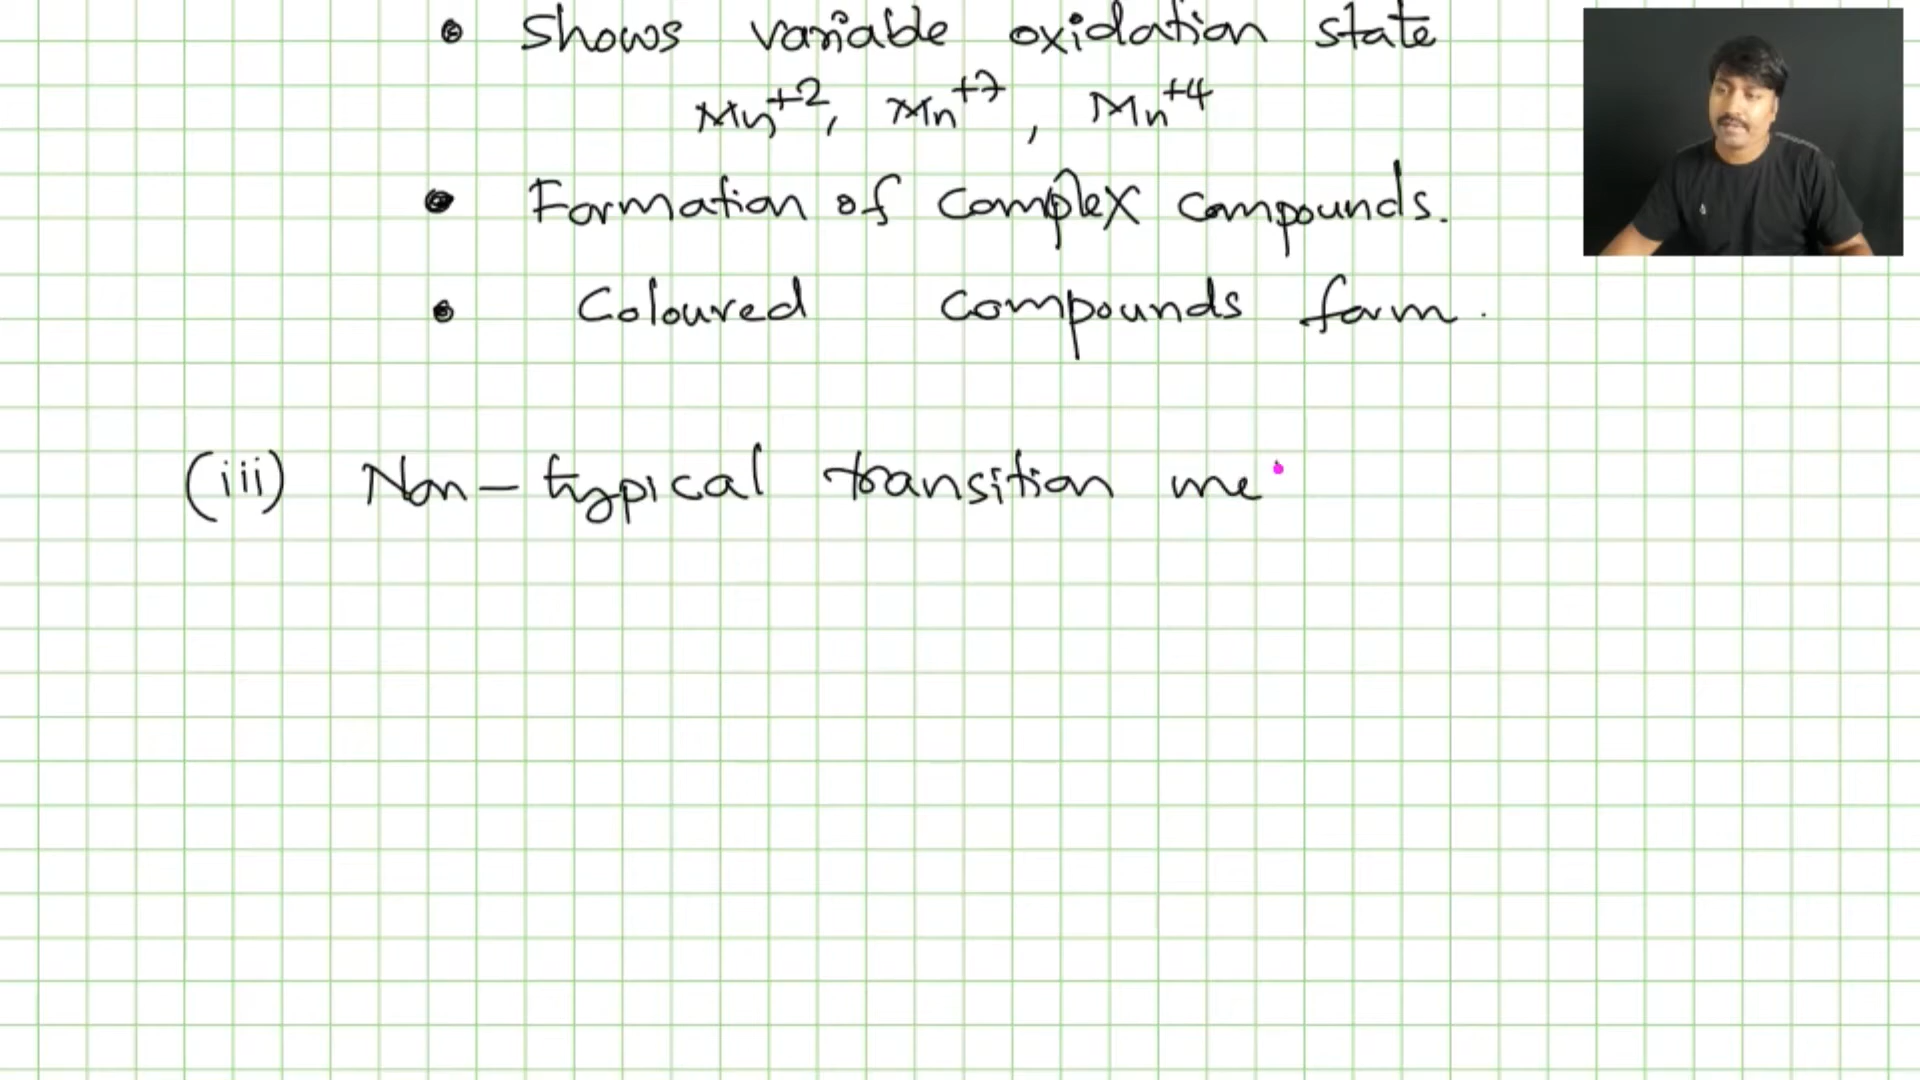 • Shows variable oxidation state
Mn+2, Mn+7, Mn+4
• Formation of complex compounds.
• Coloured compounds form.
(iii) Non-typical transition me